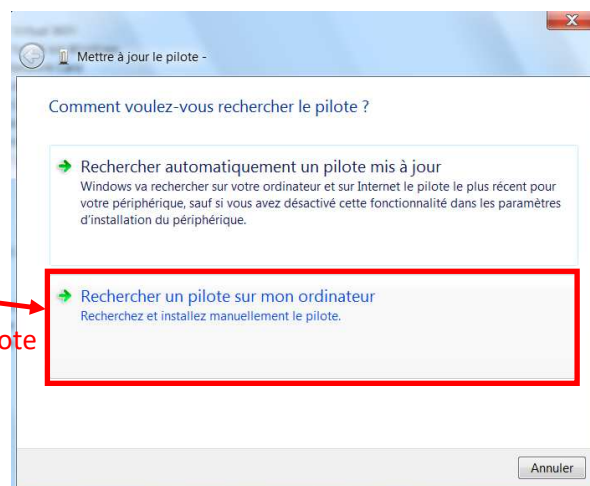 Mettre à jour le pilote -
Comment voulez-vous rechercher le pilote ?
Rechercher automatiquement un pilote mis à jour
Windows va rechercher sur votre ordinateur et sur Internet le pilote le plus récent pour
votre périphérique, sauf si vous avez désactivé cette fonctionnalité dans les paramètres
d'installation du périphérique.
Rechercher un pilote sur mon ordinateur
Recherchez et installez manuellement le pilote.
ote
Annuler